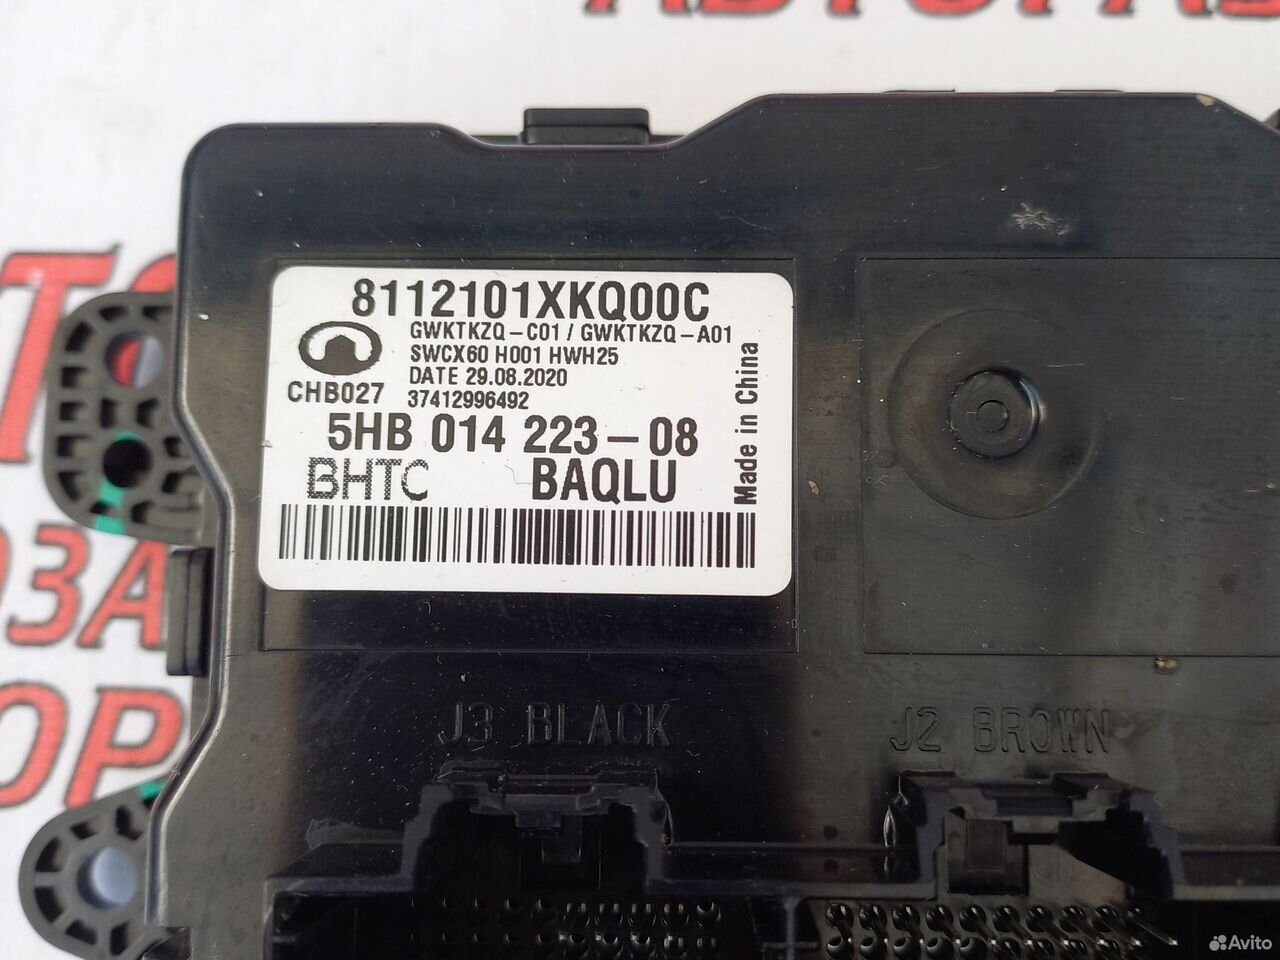 8112101XKQ00C
GWKTKZQ-C01 / GWKTKZQ-A01
SWCX60 H001 HWH25
DATE 29.08.2020
CHB027
37412996492
5HB 014 223-08
BHTC BAQLU
Made in China
J3 BLACK
J2 BROWN
Avito